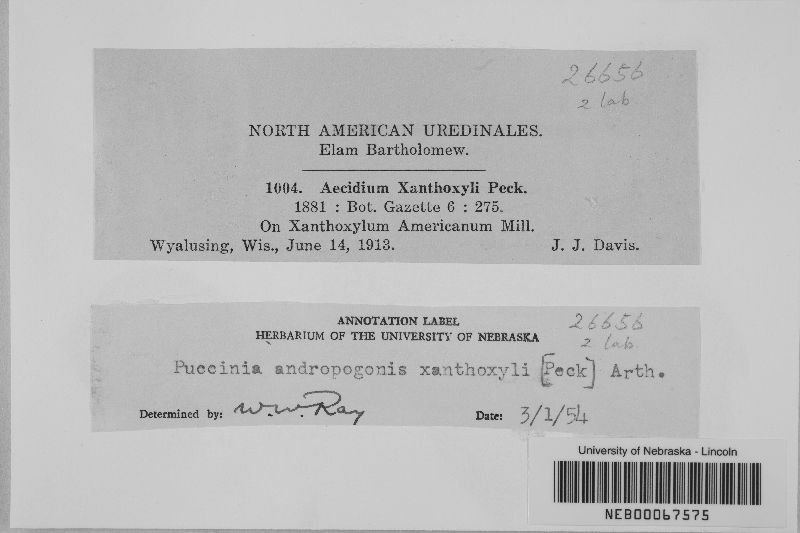 26656
2 lab
NORTH AMERICAN UREDINALES.
Elam Bartholomew.
1004. Aecidium Xanthoxyli Peck.
1881 : Bot. Gazette 6 : 275.
On Xanthoxylum Americanum Mill.
Wyalusing, Wis., June 14, 1913. J. J. Davis.
ANNOTATION LABEL 26656
HERBARIUM OF THE UNIVERSITY OF NEBRASKA 2 lab.
Puccinia andropogonis xanthoxyli [Peck] Arth.
Determined by: W. W. Ray Date: 3/1/54
University of Nebraska - Lincoln
NEB00067575